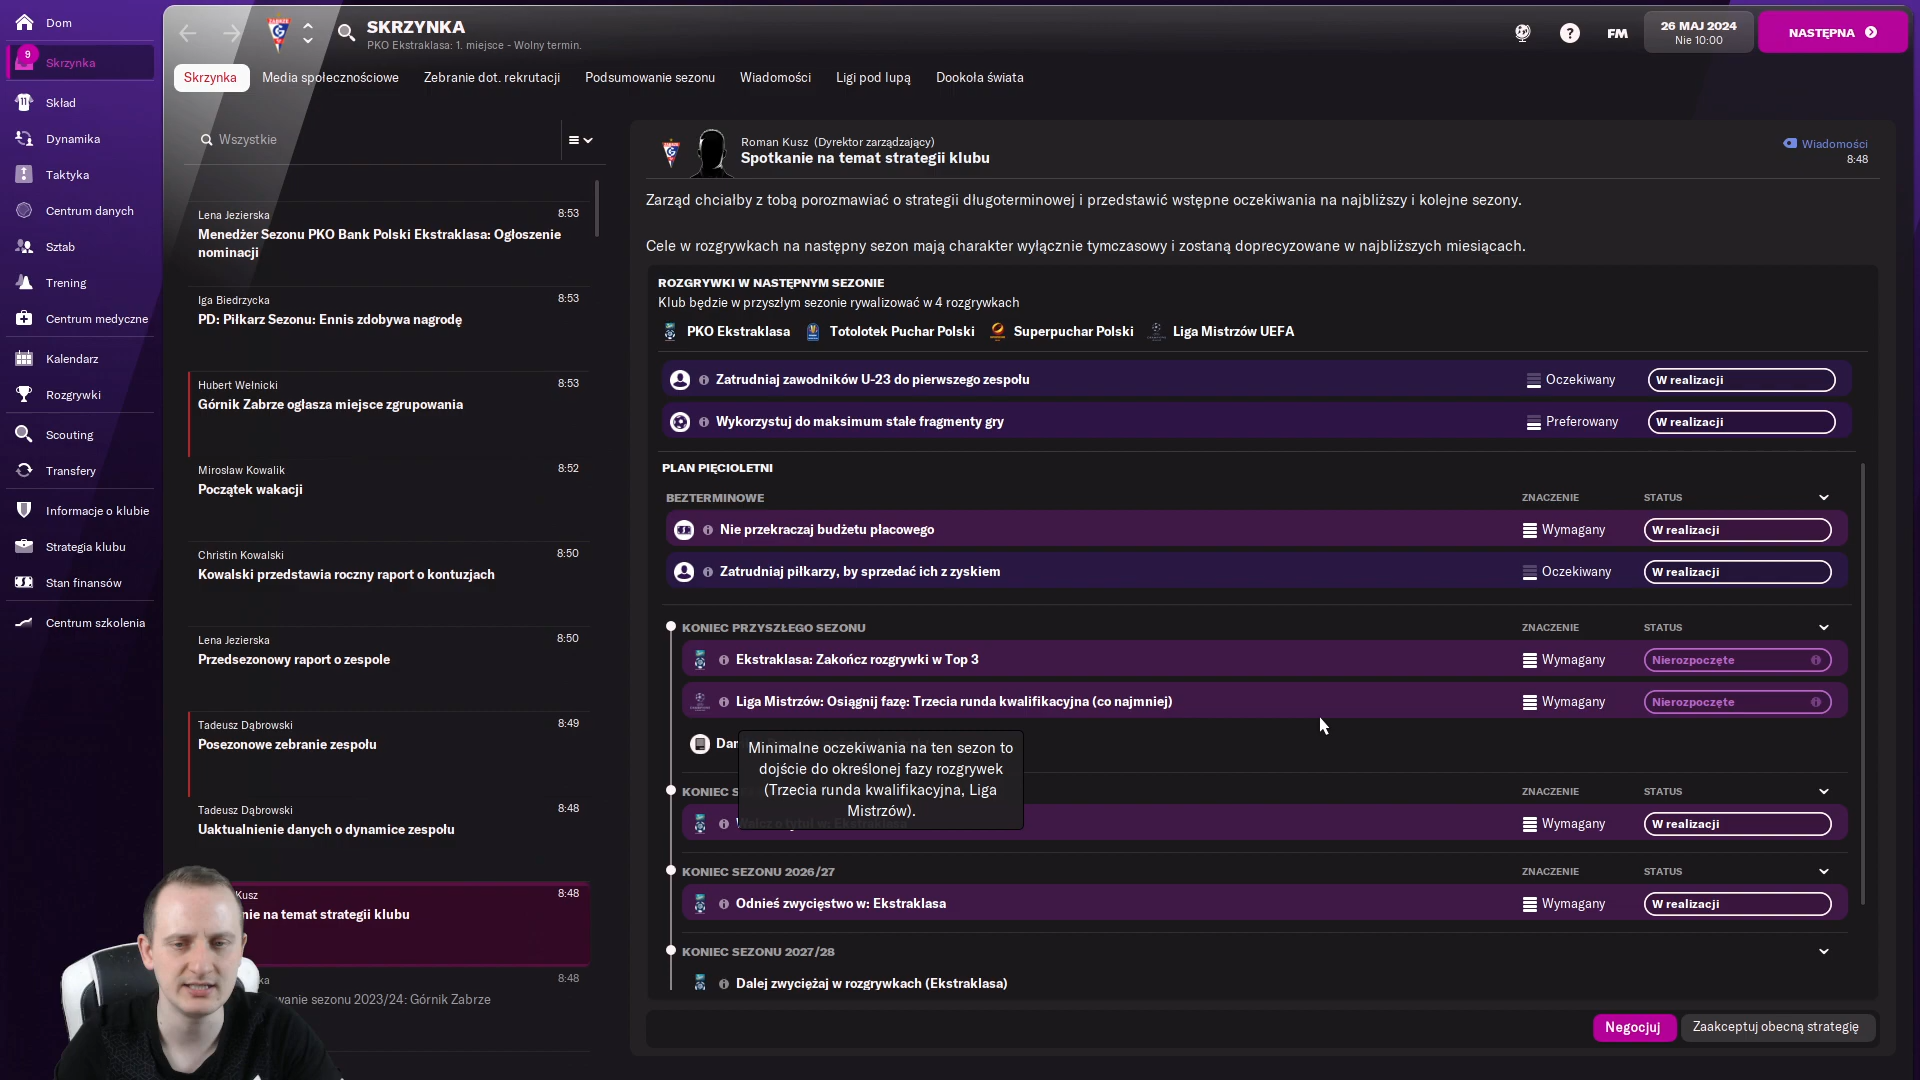 Dom
9
Skrzynka
Skład
Dynamika
Taktyka
Centrum danych
Sztab
Trening
Centrum medyczne
Kalendarz
Rozgrywki
Scouting
Transfery
Informacje o klubie
Strategia klubu
Stan finansów
Centrum szkolenia
SKRZYNKA
PKO Ekstraklasa: 1. miejsce - Wolny termin.
FM
26 MAJ 2024
Nie 10:00
NASTĘPNA
Skrzynka Media społecznościowe Zebranie dot. rekrutacji Podsumowanie sezonu Wiadomości Ligi pod lupą Dookoła świata
Wszystkie
Lena Jezierska 8:53
Menedżer Sezonu PKO Bank Polski Ekstraklasa: Ogłoszenie
nominacji
Iga Biedrzycka 8:53
PD: Piłkarz Sezonu: Ennis zdobywa nagrodę
Hubert Wełnicki 8:53
Górnik Zabrze ogłasza miejsce zgrupowania
Mirosław Kowalik 8:52
Początek wakacji
Christin Kowalski 8:50
Kowalski przedstawia roczny raport o kontuzjach
Lena Jezierska 8:50
Przedsezonowy raport o zespole
Tadeusz Dąbrowski 8:49
Posezonowe zebranie zespołu
Tadeusz Dąbrowski 8:48
Uaktualnienie danych o dynamice zespołu
Kusz 8:48
nie na temat strategii klubu
ka 8:48
wanie sezonu 2023/24: Górnik Zabrze
Roman Kusz (Dyrektor zarządzający)
Spotkanie na temat strategii klubu
Wiadomości
8:48
Zarząd chciałby z tobą porozmawiać o strategii długoterminowej i przedstawić wstępne oczekiwania na najbliższy i kolejne sezony.
Cele w rozgrywkach na następny sezon mają charakter wyłącznie tymczasowy i zostaną doprecyzowane w najbliższych miesiącach.
ROZGRYWKI W NASTĘPNYM SEZONIE
Klub będzie w przyszłym sezonie rywalizować w 4 rozgrywkach
PKO Ekstraklasa Totolotek Puchar Polski Superpuchar Polski Liga Mistrzów UEFA
Zatrudniaj zawodników U-23 do pierwszego zespołu Oczekiwany W realizacji
Wykorzystuj do maksimum stałe fragmenty gry Preferowany W realizacji
PLAN PIĘCIOLETNI
BEZTERMINOWE ZNACZENIE STATUS
Nie przekraczaj budżetu płacowego Wymagany W realizacji
Zatrudniaj piłkarzy, by sprzedać ich z zyskiem Oczekiwany W realizacji
KONIEC PRZYSZŁEGO SEZONU ZNACZENIE STATUS
Ekstraklasa: Zakończ rozgrywki w Top 3 Wymagany Nierozpoczęte
Liga Mistrzów: Osiągnij fazę: Trzecia runda kwalifikacyjna (co najmniej) Wymagany Nierozpoczęte
Dan
Minimalne oczekiwania na ten sezon to
dojście do określonej fazy rozgrywek
(Trzecia runda kwalifikacyjna, Liga
Mistrzów).
KONIEC ZNACZENIE STATUS
Walcz o tytuł w: Ekstraklasa Wymagany W realizacji
KONIEC SEZONU 2026/27 ZNACZENIE STATUS
Odnieś zwycięstwo w: Ekstraklasa Wymagany W realizacji
KONIEC SEZONU 2027/28
Dalej zwyciężaj w rozgrywkach (Ekstraklasa)
Negocjuj Zaakceptuj obecną strategię